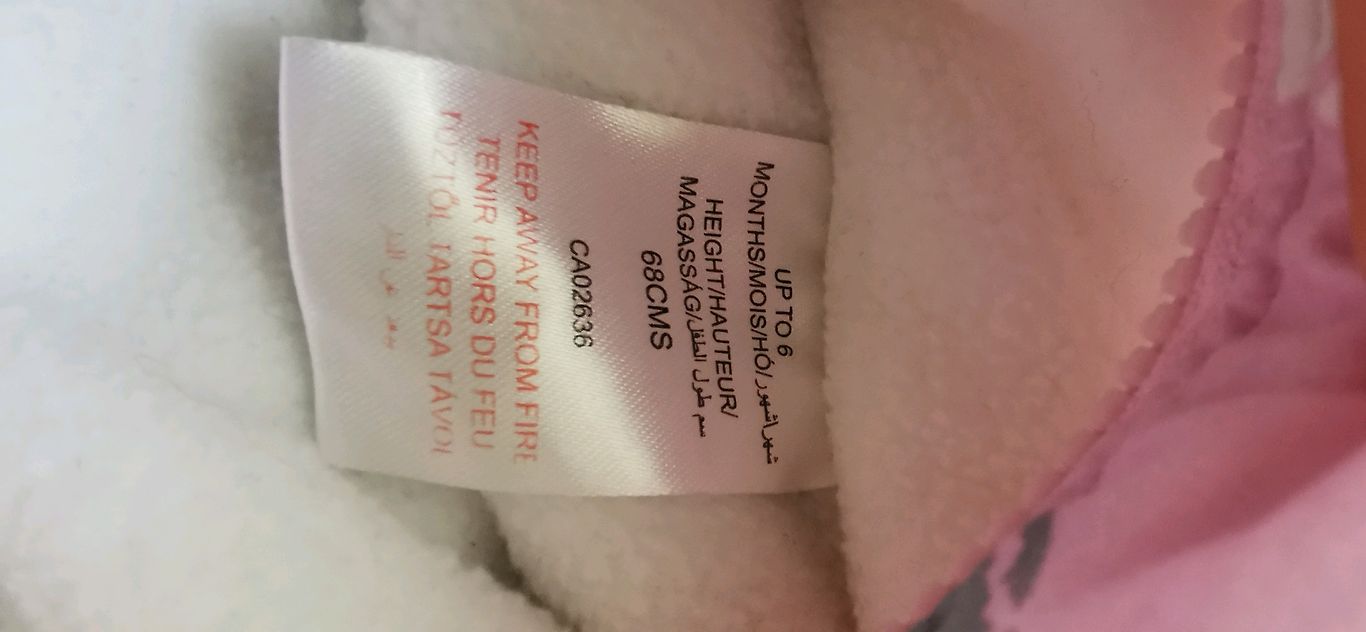 UP TO 6
MONTHS/MOIS/HÓ/شهر/شهور
HEIGHT/HAUTEUR/
MAGASSÁG/سم طول الطفل
68CMS
CA02636
KEEP AWAY FROM FIRE
TENIR HORS DU FEU
TŰZTŐL TARTSA TÁVOL